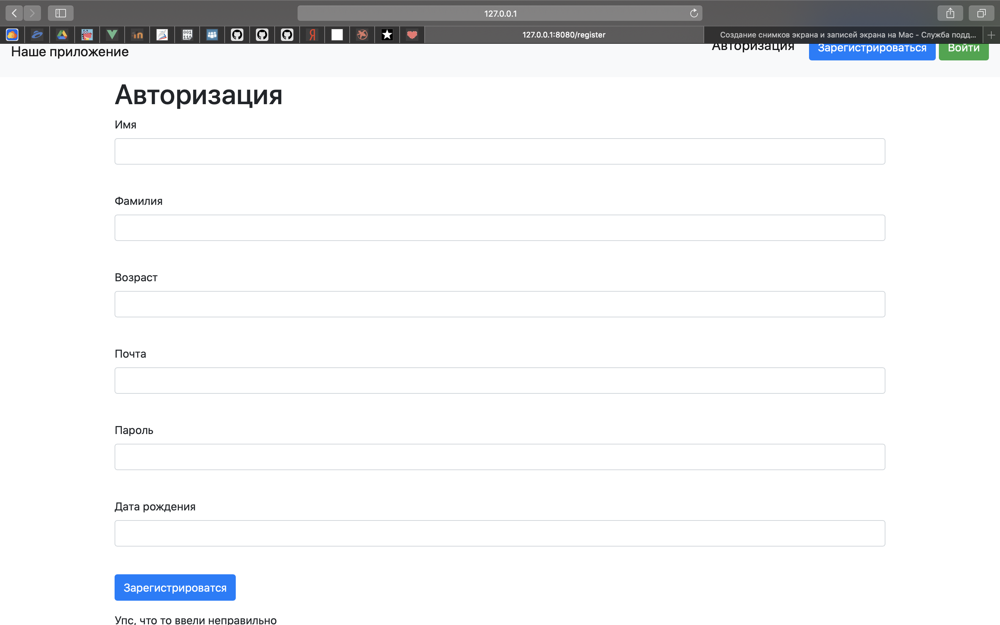 127.0.0.1
001
114
Я
127.0.0.1:8080/register
Создание снимков экрана и записей экрана на Mac - Служба подд...
Наше приложение
Авторизация
Зарегистрироваться
Войти
Авторизация
Имя
Фамилия
Возраст
Почта
Пароль
Дата рождения
Зарегистрироватся
Упс, что то ввели неправильно